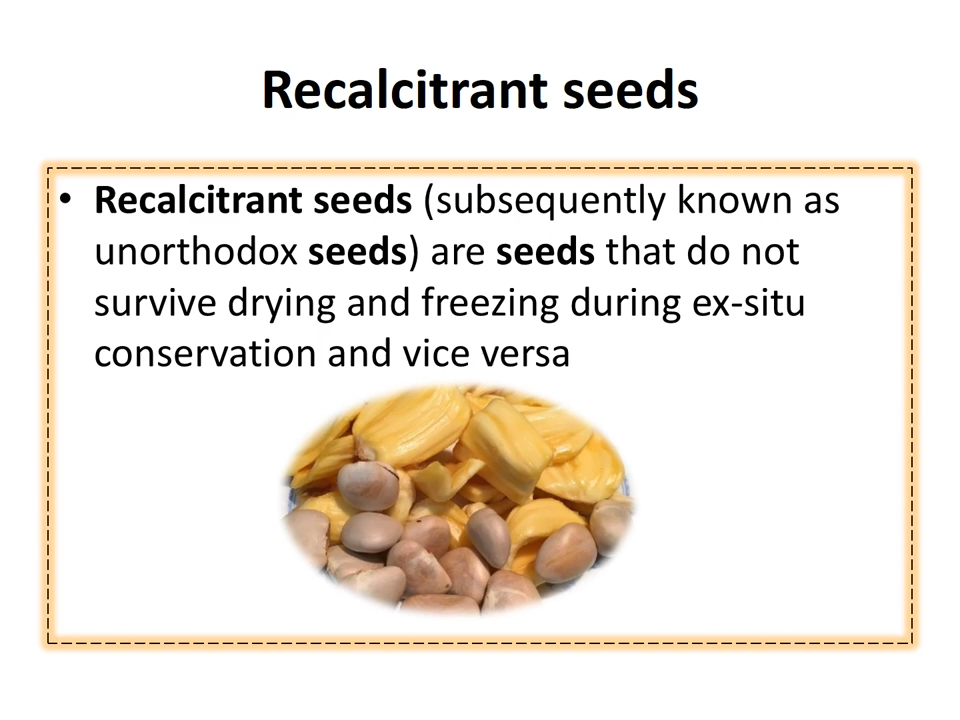 Recalcitrant seeds
• Recalcitrant seeds (subsequently known as
unorthodox seeds) are seeds that do not
survive drying and freezing during ex-situ
conservation and vice versa